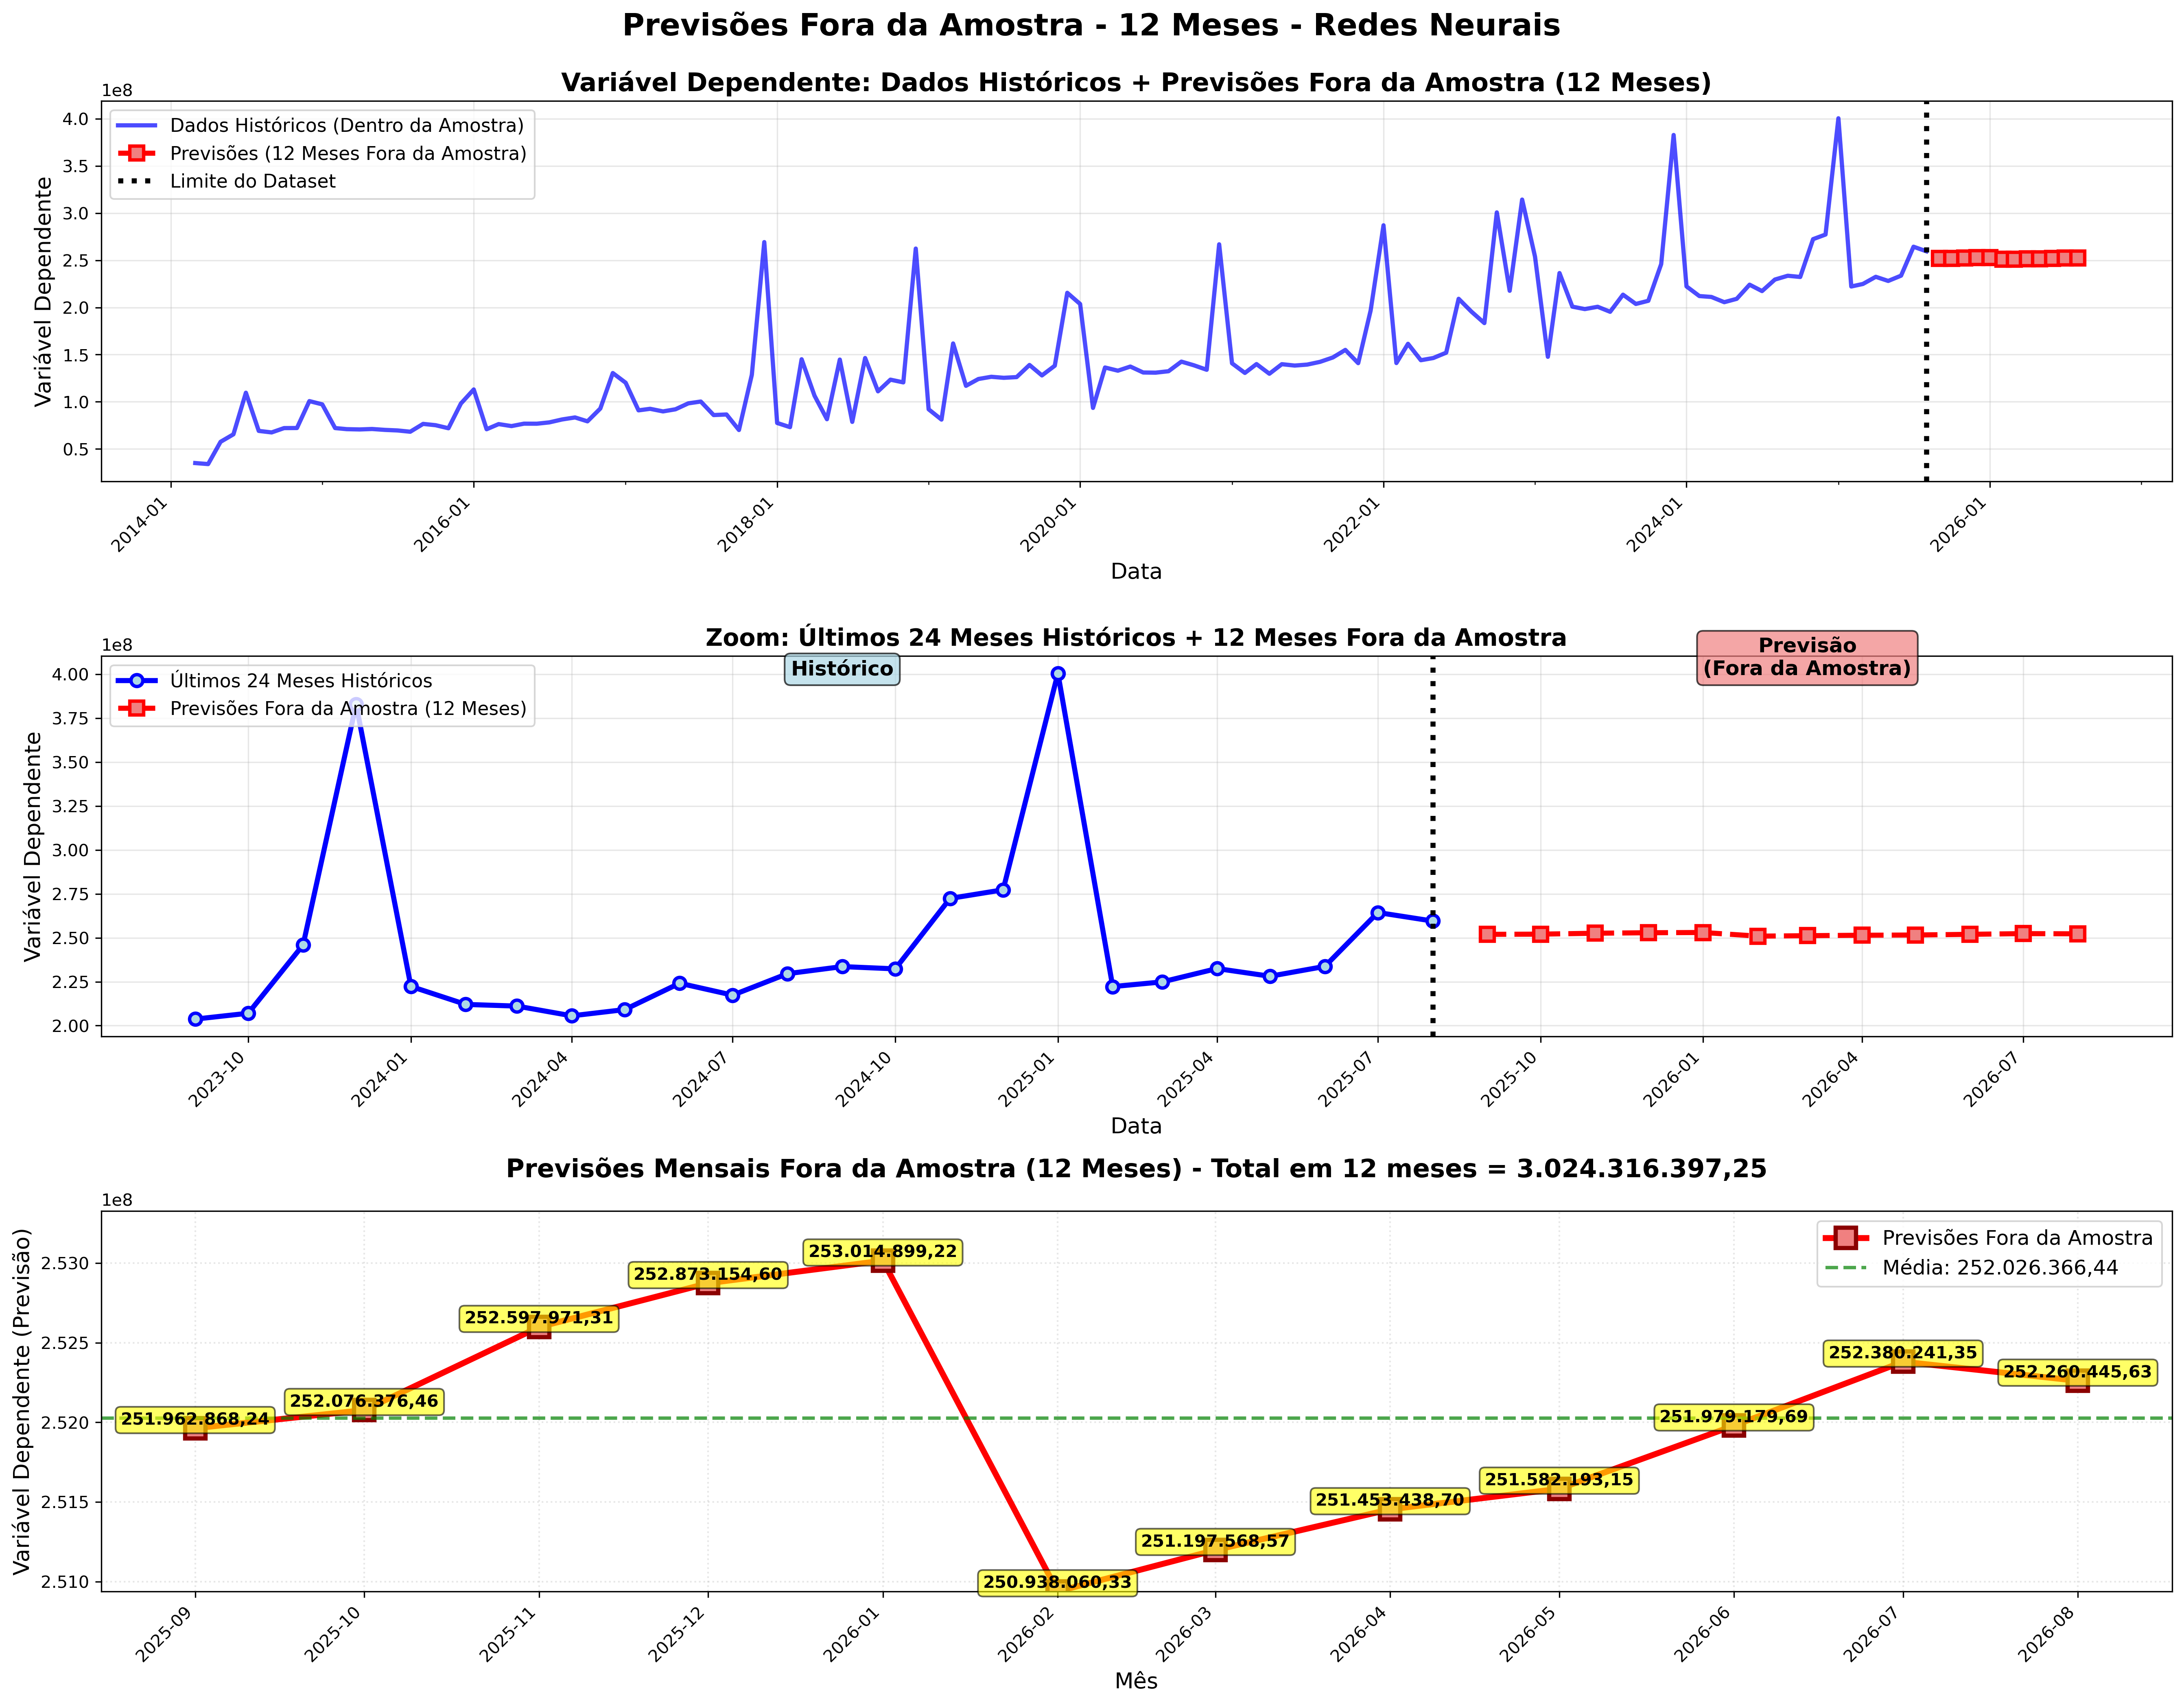 Previsões Fora da Amostra - 12 Meses - Redes Neurais
Variável Dependente: Dados Históricos + Previsões Fora da Amostra (12 Meses)
1e8
Dados Históricos (Dentro da Amostra)
Previsões (12 Meses Fora da Amostra)
Limite do Dataset
Variável Dependente
4.0
3.5
3.0
2.5
2.0
1.5
1.0
0.5
2014-01
2016-01
2018-01
2020-01
2022-01
2024-01
2026-01
Data
Zoom: Últimos 24 Meses Históricos + 12 Meses Fora da Amostra
1e8
Últimos 24 Meses Históricos
Previsões Fora da Amostra (12 Meses)
Histórico
Previsão
(Fora da Amostra)
Variável Dependente
4.00
3.75
3.50
3.25
3.00
2.75
2.50
2.25
2.00
2023-10
2024-01
2024-04
2024-07
2024-10
2025-01
2025-04
2025-07
2025-10
2026-01
2026-04
2026-07
Data
Previsões Mensais Fora da Amostra (12 Meses) - Total em 12 meses = 3.024.316.397,25
1e8
Previsões Fora da Amostra
Média: 252.026.366,44
Variável Dependente (Previsão)
2.530
2.525
2.520
2.515
2.510
251.962.868,24
252.076.376,46
252.597.971,31
252.873.154,60
253.014.899,22
250.938.060,33
251.197.568,57
251.453.438,70
251.582.193,15
251.979.179,69
252.380.241,35
252.260.445,63
2025-09
2025-10
2025-11
2025-12
2026-01
2026-02
2026-03
2026-04
2026-05
2026-06
2026-07
2026-08
Mês